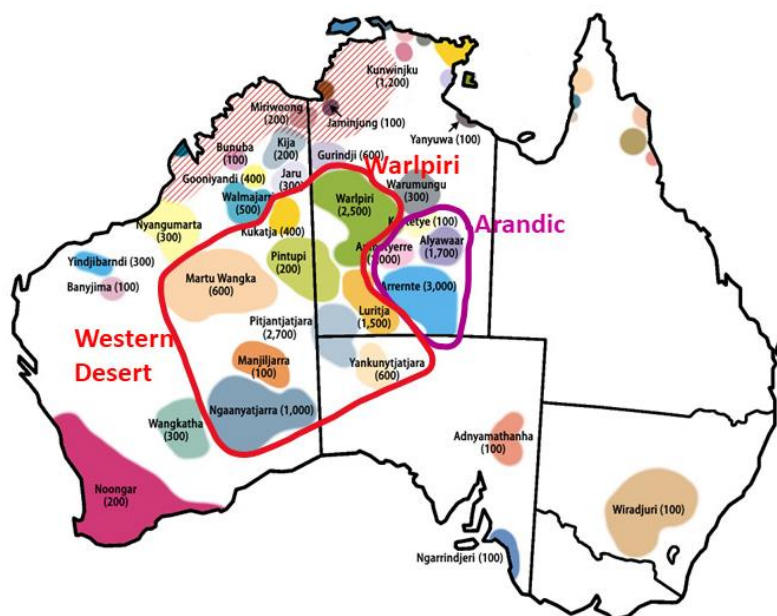 Kunwinjku
(1,200)
Miriwoong
(200)
Jaminjung (100)
Yanyuwa (100)
Bunuba
(100)
Kija
(200)
Gurindji (600)
Warlpiri
Gooniyandi (400)
Jaru
(300)
Warumungu
(300)
Walmajarri
(500)
Warlpiri
(2,500)
Nyangumarta
(300)
Kukatja (400)
(100)
Arandic
Alyawaar
(1,700)
Yindjibarndi (300)
Pintupi
(200)
Banyjima (100)
Martu Wangka
(600)
Arrernte (3,000)
Luritja
(1,500)
Pitjantjatjara
(2,700)
Western
Desert
Manjiljarra
(100)
Yankunytjatjara
(600)
Ngaanyatjarra (1,000)
Wangkatha
(300)
Adnyamathanha
(100)
Noongar
(200)
Wiradjuri (100)
Ngarrindjeri (100)